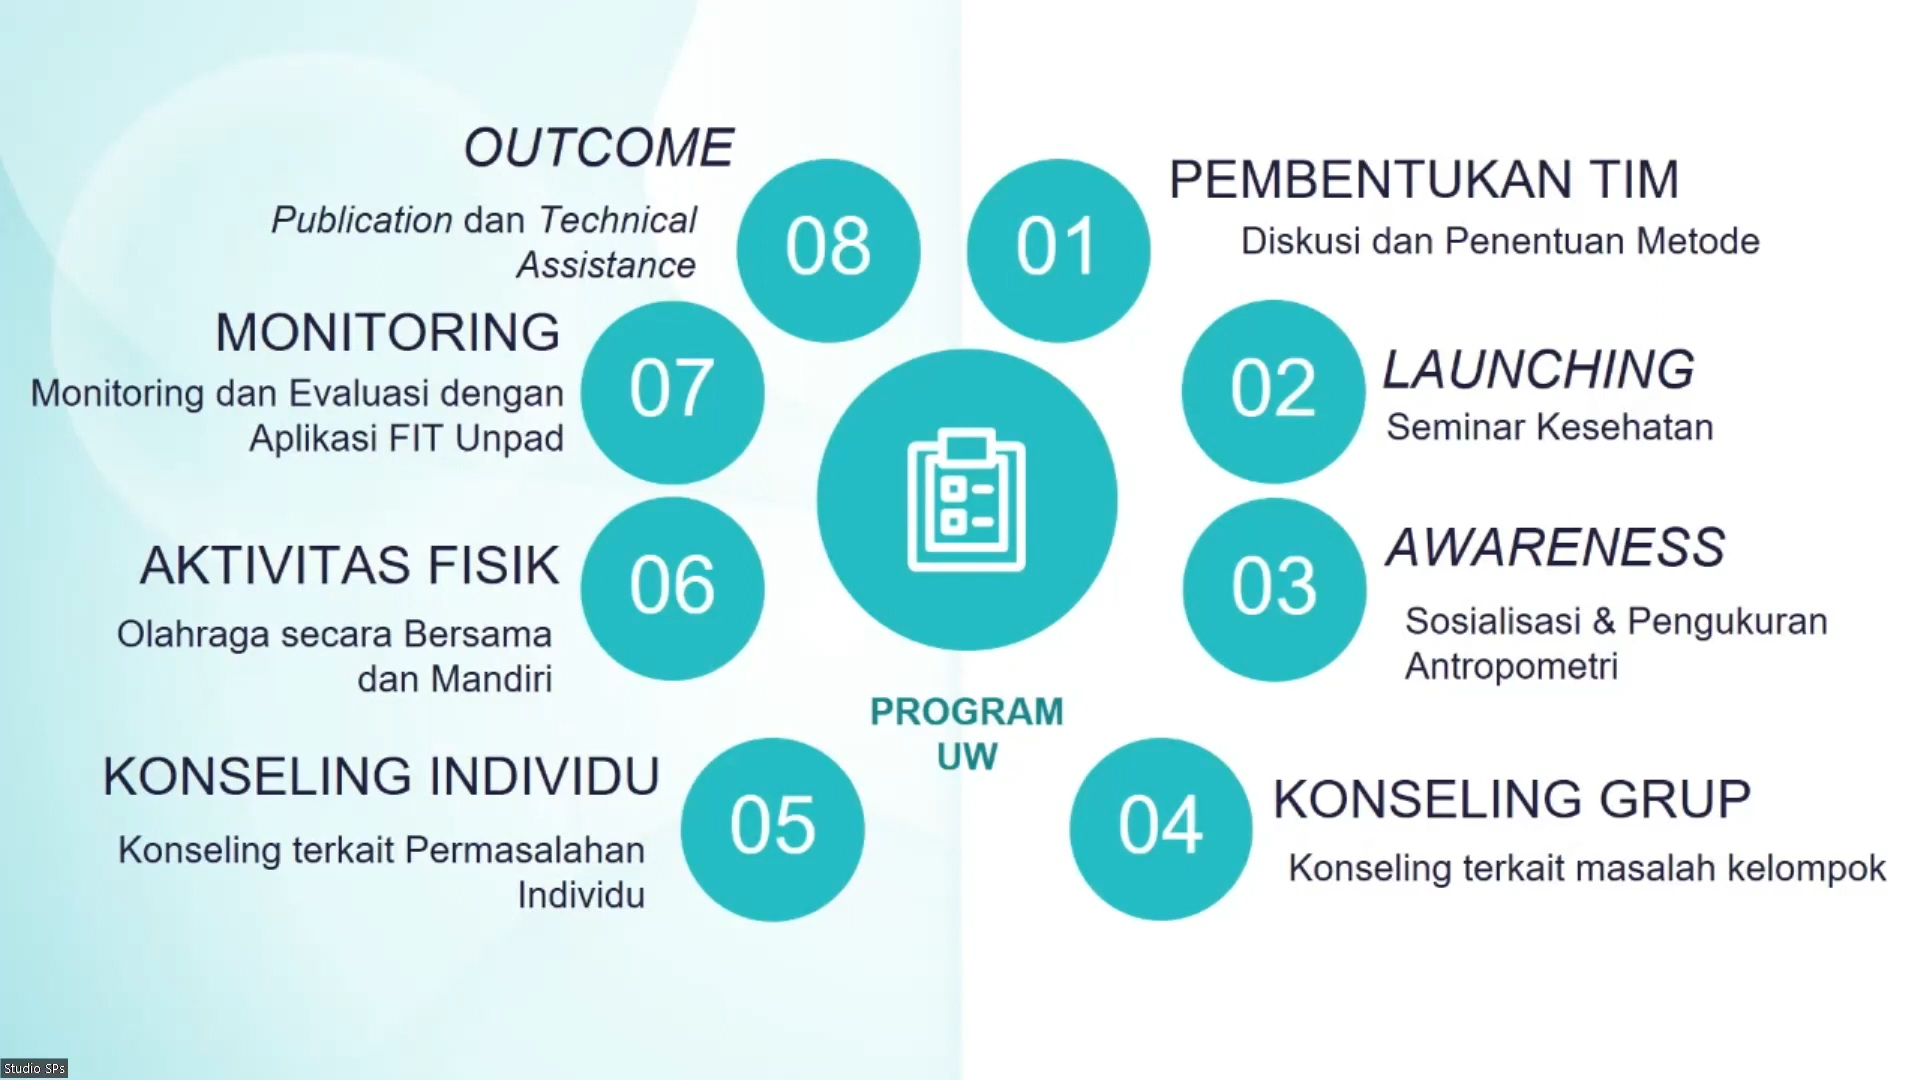 PROGRAM
UW
01
PEMBENTUKAN TIM
Diskusi dan Penentuan Metode
02
LAUNCHING
Seminar Kesehatan
03
AWARENESS
Sosialisasi & Pengukuran
Antropometri
04
KONSELING GRUP
Konseling terkait masalah kelompok
05
KONSELING INDIVIDU
Konseling terkait Permasalahan
Individu
06
AKTIVITAS FISIK
Olahraga secara Bersama
dan Mandiri
07
MONITORING
Monitoring dan Evaluasi dengan
Aplikasi FIT Unpad
08
OUTCOME
Publication dan Technical
Assistance
Studio SPs